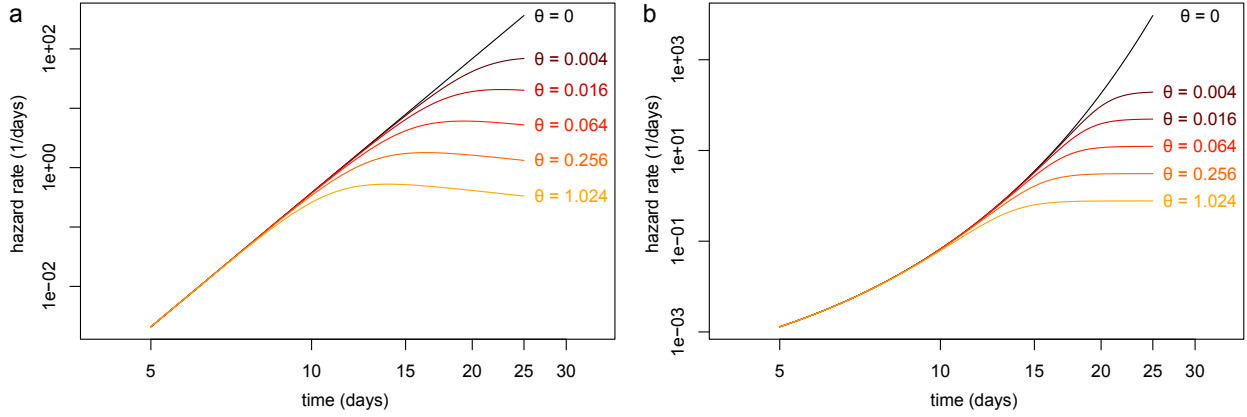 a
hazard rate (1/days)
1e+02
1e+00
1e-02
θ = 0
θ = 0.004
θ = 0.016
θ = 0.064
θ = 0.256
θ = 1.024
5 10 15 20 25 30
time (days)
b
hazard rate (1/days)
1e+03
1e+01
1e-01
1e-03
θ = 0
θ = 0.004
θ = 0.016
θ = 0.064
θ = 0.256
θ = 1.024
5 10 15 20 25 30
time (days)